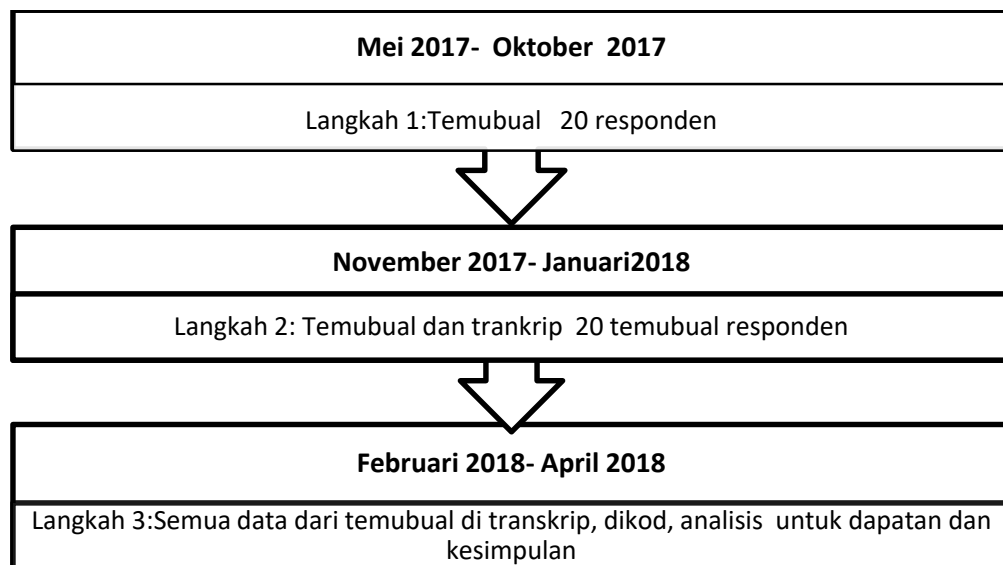 Mei 2017- Oktober 2017
Langkah 1:Temubual 20 responden
November 2017- Januari2018
Langkah 2: Temubual dan trankrip 20 temubual responden
Februari 2018- April 2018
Langkah 3:Semua data dari temubual di transkrip, dikod, analisis untuk dapatan dan
kesimpulan